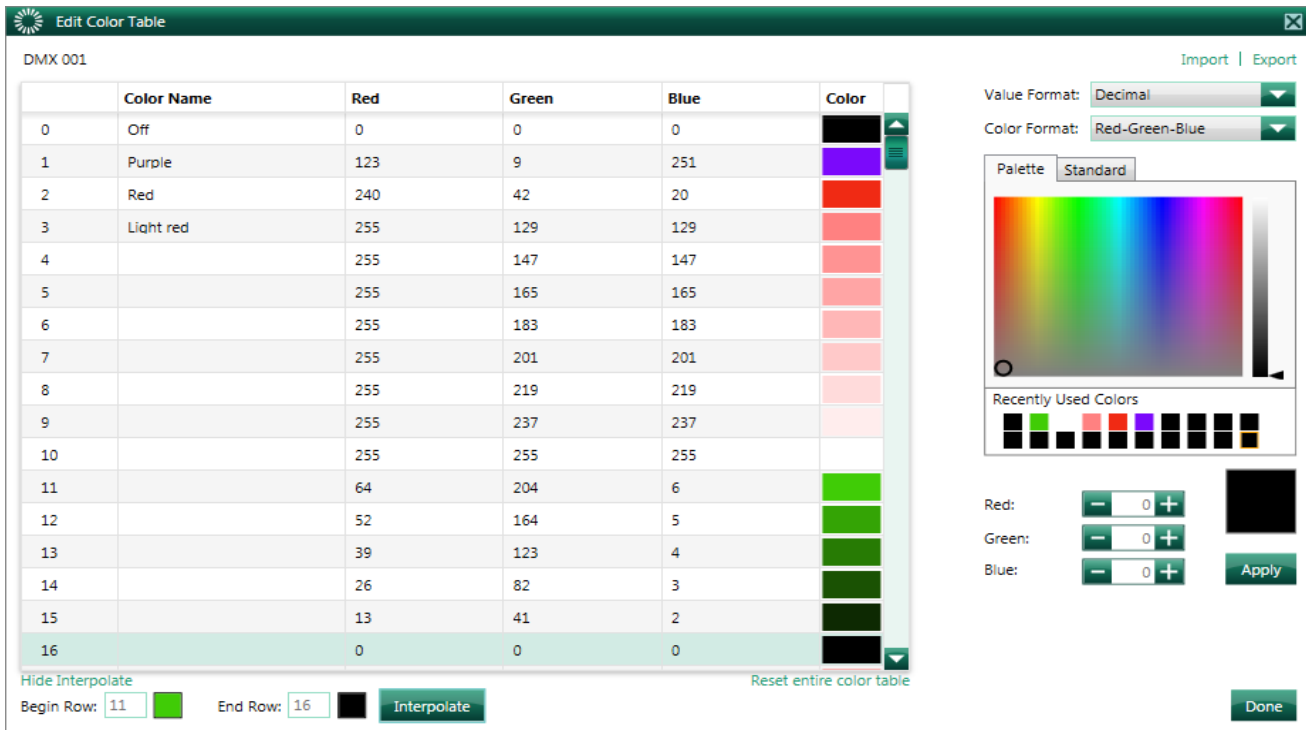 Edit Color Table
DMX 001
Import | Export
Color Name Red Green Blue Color
0 Off 0 0 0
1 Purple 123 9 251
2 Red 240 42 20
3 Light red 255 129 129
4 255 147 147
5 255 165 165
6 255 183 183
7 255 201 201
8 255 219 219
9 255 237 237
10 255 255 255
11 64 204 6
12 52 164 5
13 39 123 4
14 26 82 3
15 13 41 2
16 0 0 0
Hide Interpolate Reset entire color table
Begin Row: 11 End Row: 16 Interpolate
Value Format: Decimal
Color Format: Red-Green-Blue
Palette Standard
Recently Used Colors
Red: 0
Green: 0
Blue: 0 Apply
Done